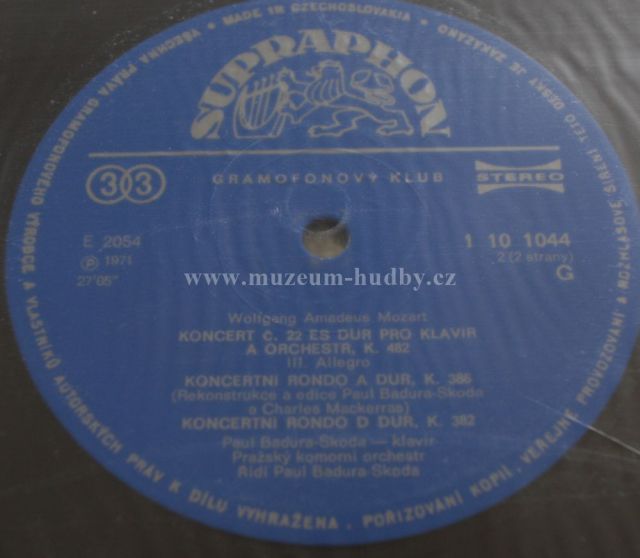 VŠECHNA PRÁVA GRAMOFONOVÉHO VÝROBCE A VLASTNÍKŮ AUTORSKÝCH PRÁV K DÍLU VYHRAŽENA . POŘIZOVÁNÍ KOPIÍ, VEŘEJNÉ PROVOZOVÁNÍ A ROZHLASOVÉ ŠÍŘENÍ TÉTO DESKY JE ZAKÁZÁNO
MADE IN CZECHOSLOVAKIA
SUPRAPHON
33
GRAMOFONOVÝ KLUB
STEREO
E 2054
1 10 1044
℗ 1971
2 (2 strany)
27'05"
G
www.muzeum-hudby.cz
Wolfgang Amadeus Mozart
KONCERT Č. 22 ES DUR PRO KLAVÍR
A ORCHESTR, K. 482
III. Allegro
KONCERTNÍ RONDO A DUR, K. 386
(Rekonstrukce a edice Paul Badura-Skoda
a Charles Mackerras)
KONCERTNÍ RONDO D DUR, K. 382
Paul Badura-Skoda — klavír
Pražský komorní orchestr
Řídí Paul Badura-Skoda